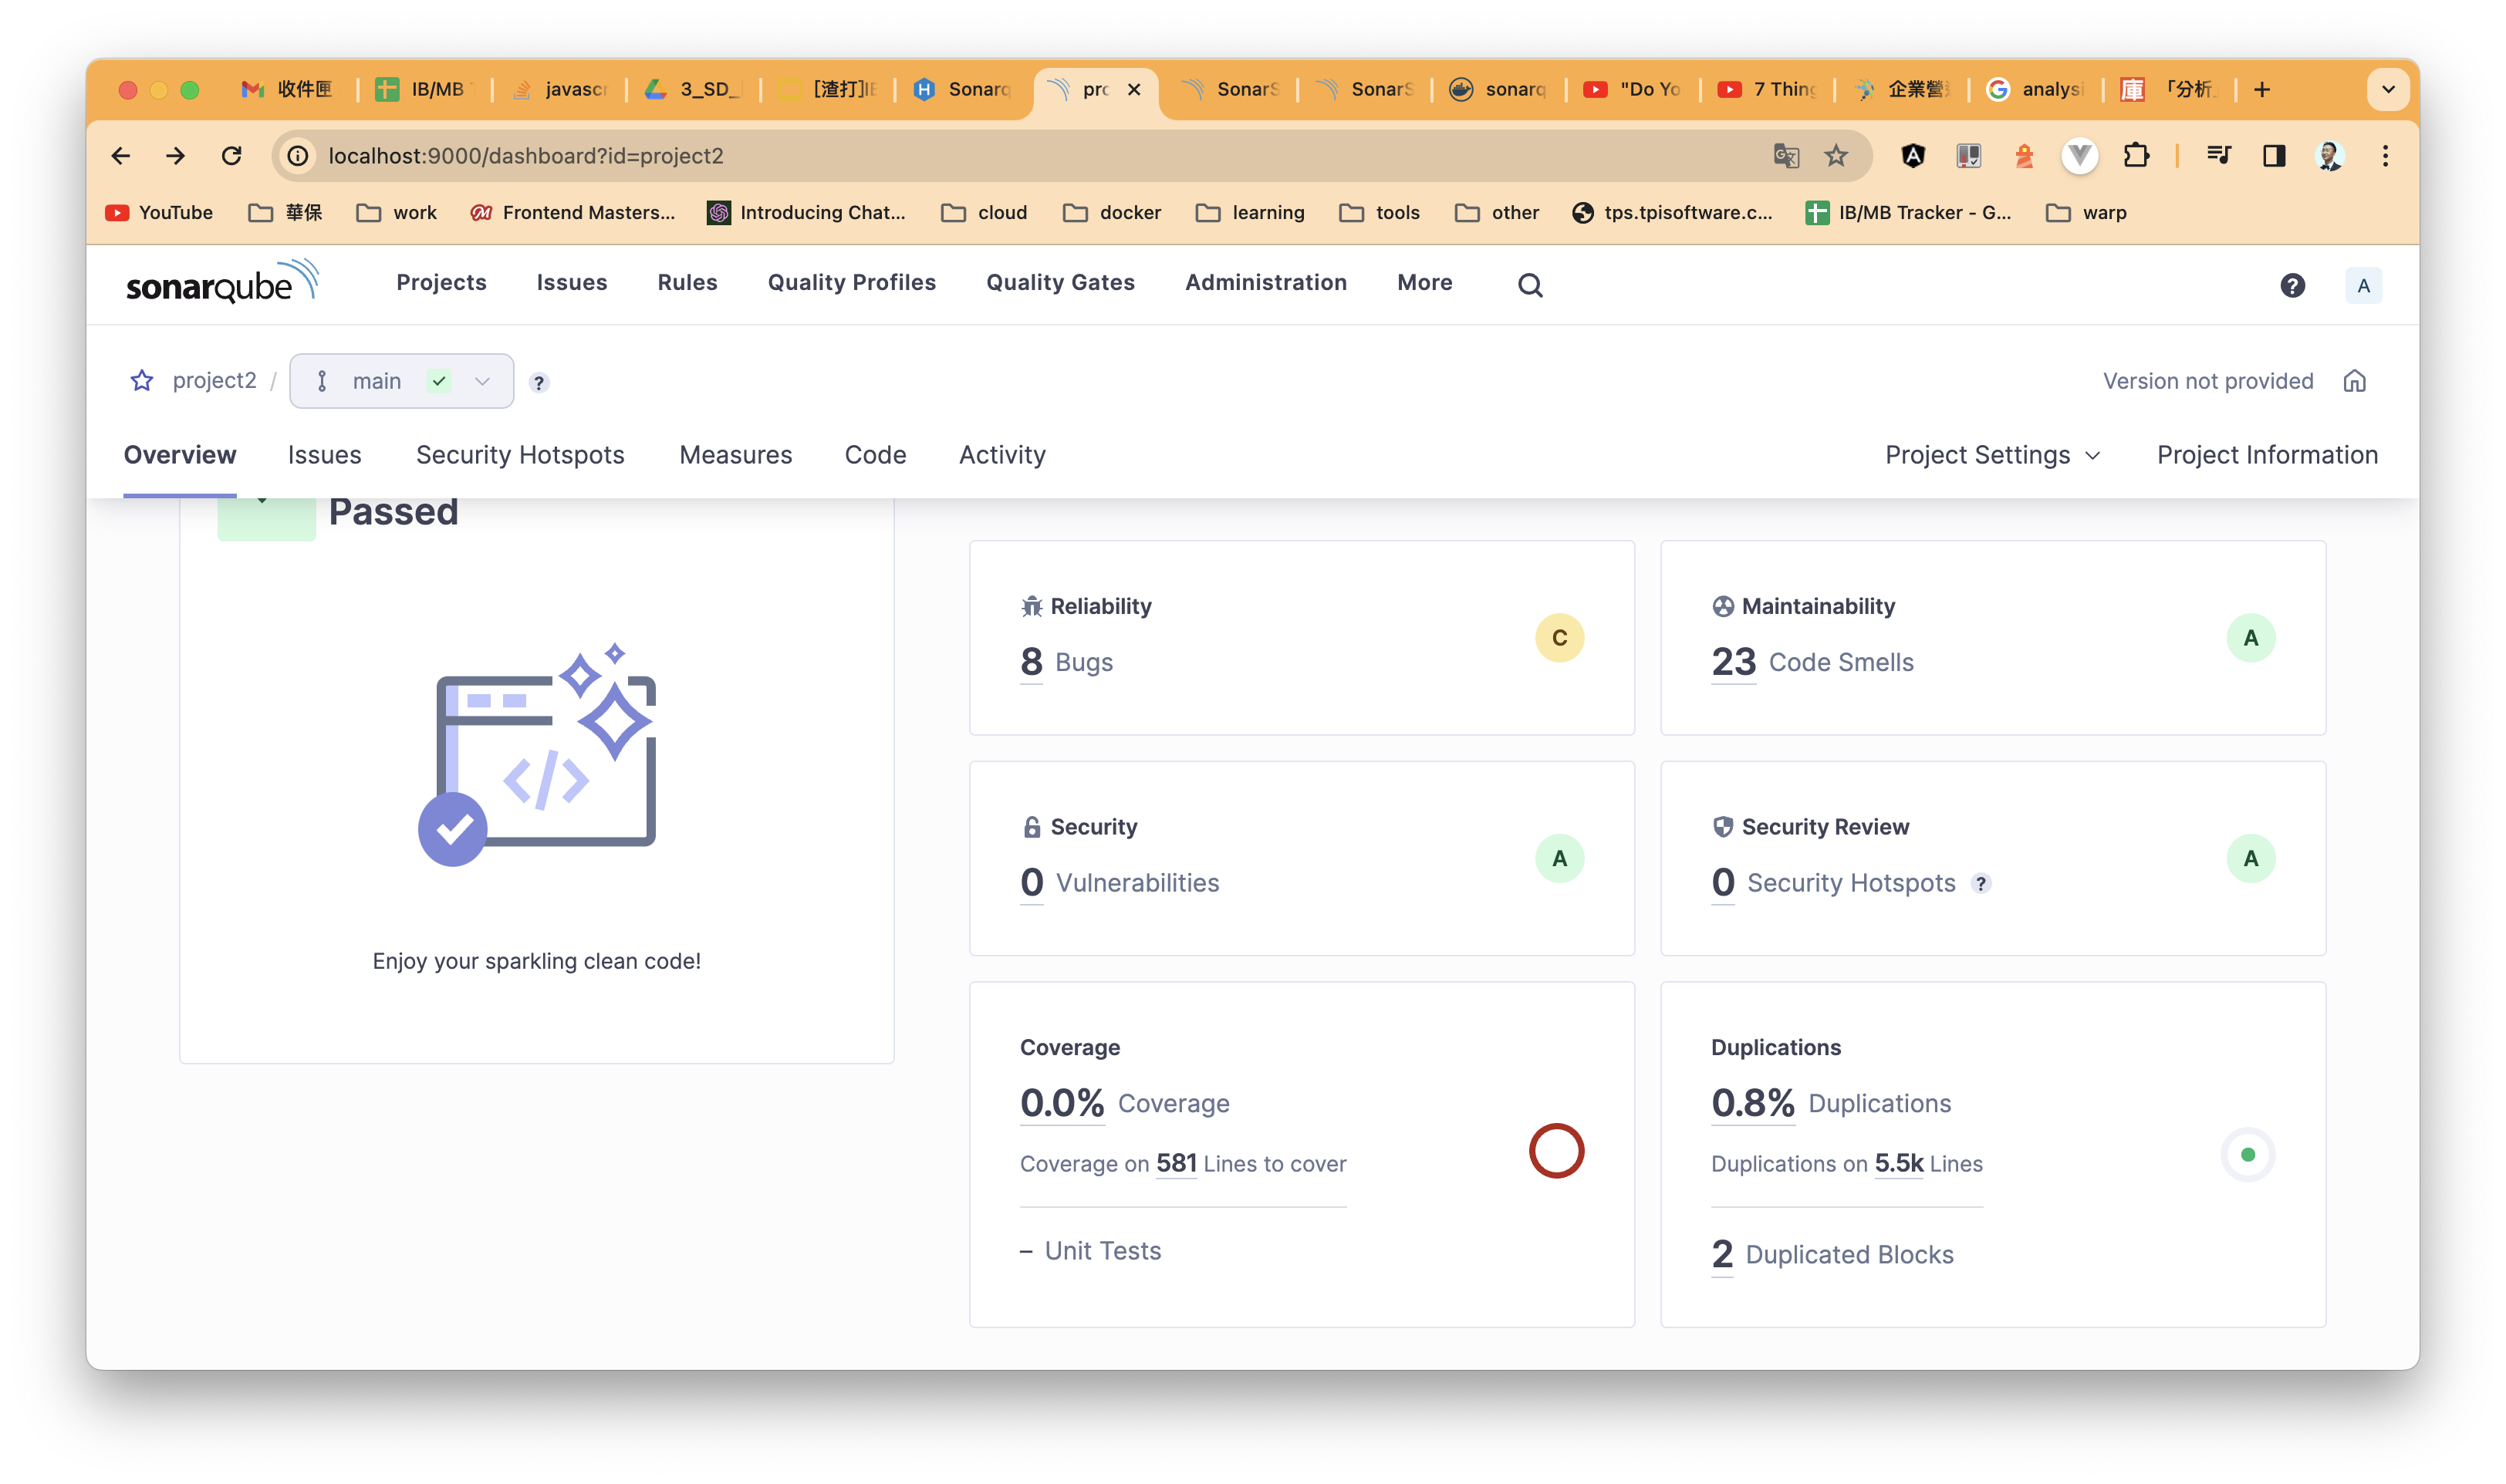 收件匣
IB/MB
javascr
3_SD_
[渣打]IE
Sonarq
pro
SonarS
SonarS
sonarq
"Do Yo
7 Thing
企業營
analysi
「分析
localhost:9000/dashboard?id=project2
YouTube
華保
work
Frontend Masters...
Introducing Chat...
cloud
docker
learning
tools
other
tps.tpisoftware.c...
IB/MB Tracker - G...
warp
sonarqube
Projects
Issues
Rules
Quality Profiles
Quality Gates
Administration
More
A
project2 /
main
Version not provided
Overview
Issues
Security Hotspots
Measures
Code
Activity
Project Settings
Project Information
Passed
Enjoy your sparkling clean code!
Reliability
8 Bugs
C
Maintainability
23 Code Smells
A
Security
0 Vulnerabilities
A
Security Review
0 Security Hotspots ?
A
Coverage
0.0% Coverage
Coverage on 581 Lines to cover
– Unit Tests
Duplications
0.8% Duplications
Duplications on 5.5k Lines
2 Duplicated Blocks